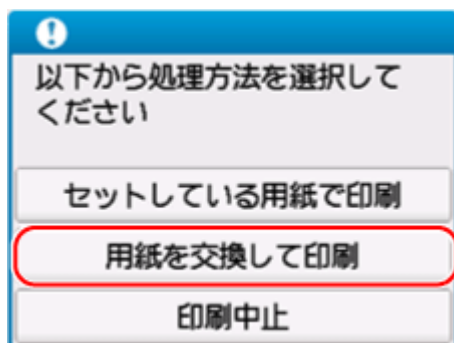 以下から処理方法を選択して
ください
セットしている用紙で印刷
用紙を交換して印刷
印刷中止